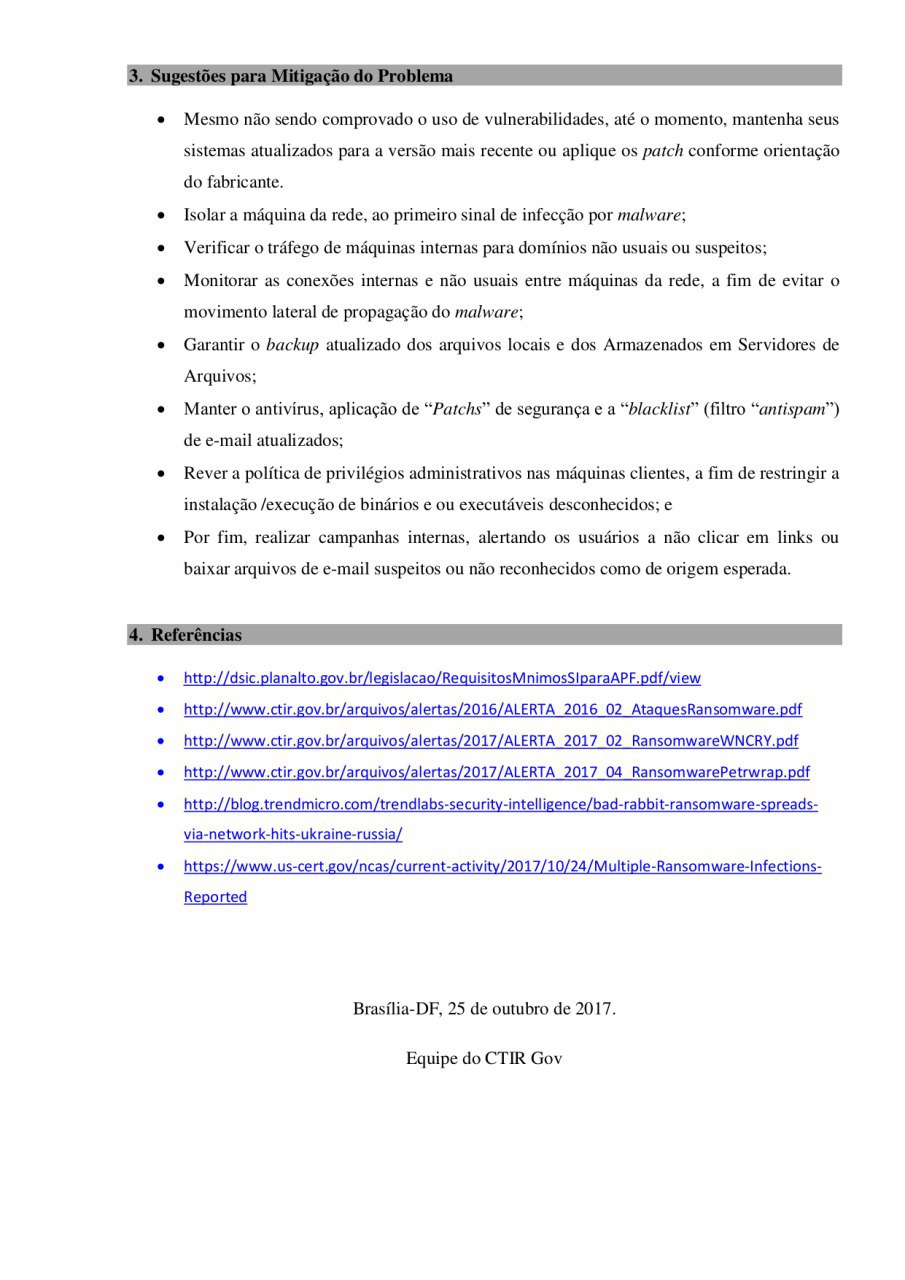 3. Sugestões para Mitigação do Problema
• Mesmo não sendo comprovado o uso de vulnerabilidades, até o momento, mantenha seus
sistemas atualizados para a versão mais recente ou aplique os patch conforme orientação
do fabricante.
• Isolar a máquina da rede, ao primeiro sinal de infecção por malware;
• Verificar o tráfego de máquinas internas para domínios não usuais ou suspeitos;
• Monitorar as conexões internas e não usuais entre máquinas da rede, a fim de evitar o
movimento lateral de propagação do malware;
• Garantir o backup atualizado dos arquivos locais e dos Armazenados em Servidores de
Arquivos;
• Manter o antivírus, aplicação de “Patchs” de segurança e a “blacklist” (filtro “antispam”)
de e-mail atualizados;
• Rever a política de privilégios administrativos nas máquinas clientes, a fim de restringir a
instalação /execução de binários e ou executáveis desconhecidos; e
• Por fim, realizar campanhas internas, alertando os usuários a não clicar em links ou
baixar arquivos de e-mail suspeitos ou não reconhecidos como de origem esperada.
4. Referências
• http://dsic.planalto.gov.br/legislacao/RequisitosMnimosSIparaAPF.pdf/view
• http://www.ctir.gov.br/arquivos/alertas/2016/ALERTA_2016_02_AtaquesRansomware.pdf
• http://www.ctir.gov.br/arquivos/alertas/2017/ALERTA_2017_02_RansomwareWNCRY.pdf
• http://www.ctir.gov.br/arquivos/alertas/2017/ALERTA_2017_04_RansomwarePetrwrap.pdf
• http://blog.trendmicro.com/trendlabs-security-intelligence/bad-rabbit-ransomware-spreads-
via-network-hits-ukraine-russia/
• https://www.us-cert.gov/ncas/current-activity/2017/10/24/Multiple-Ransomware-Infections-
Reported
Brasília-DF, 25 de outubro de 2017.
Equipe do CTIR Gov